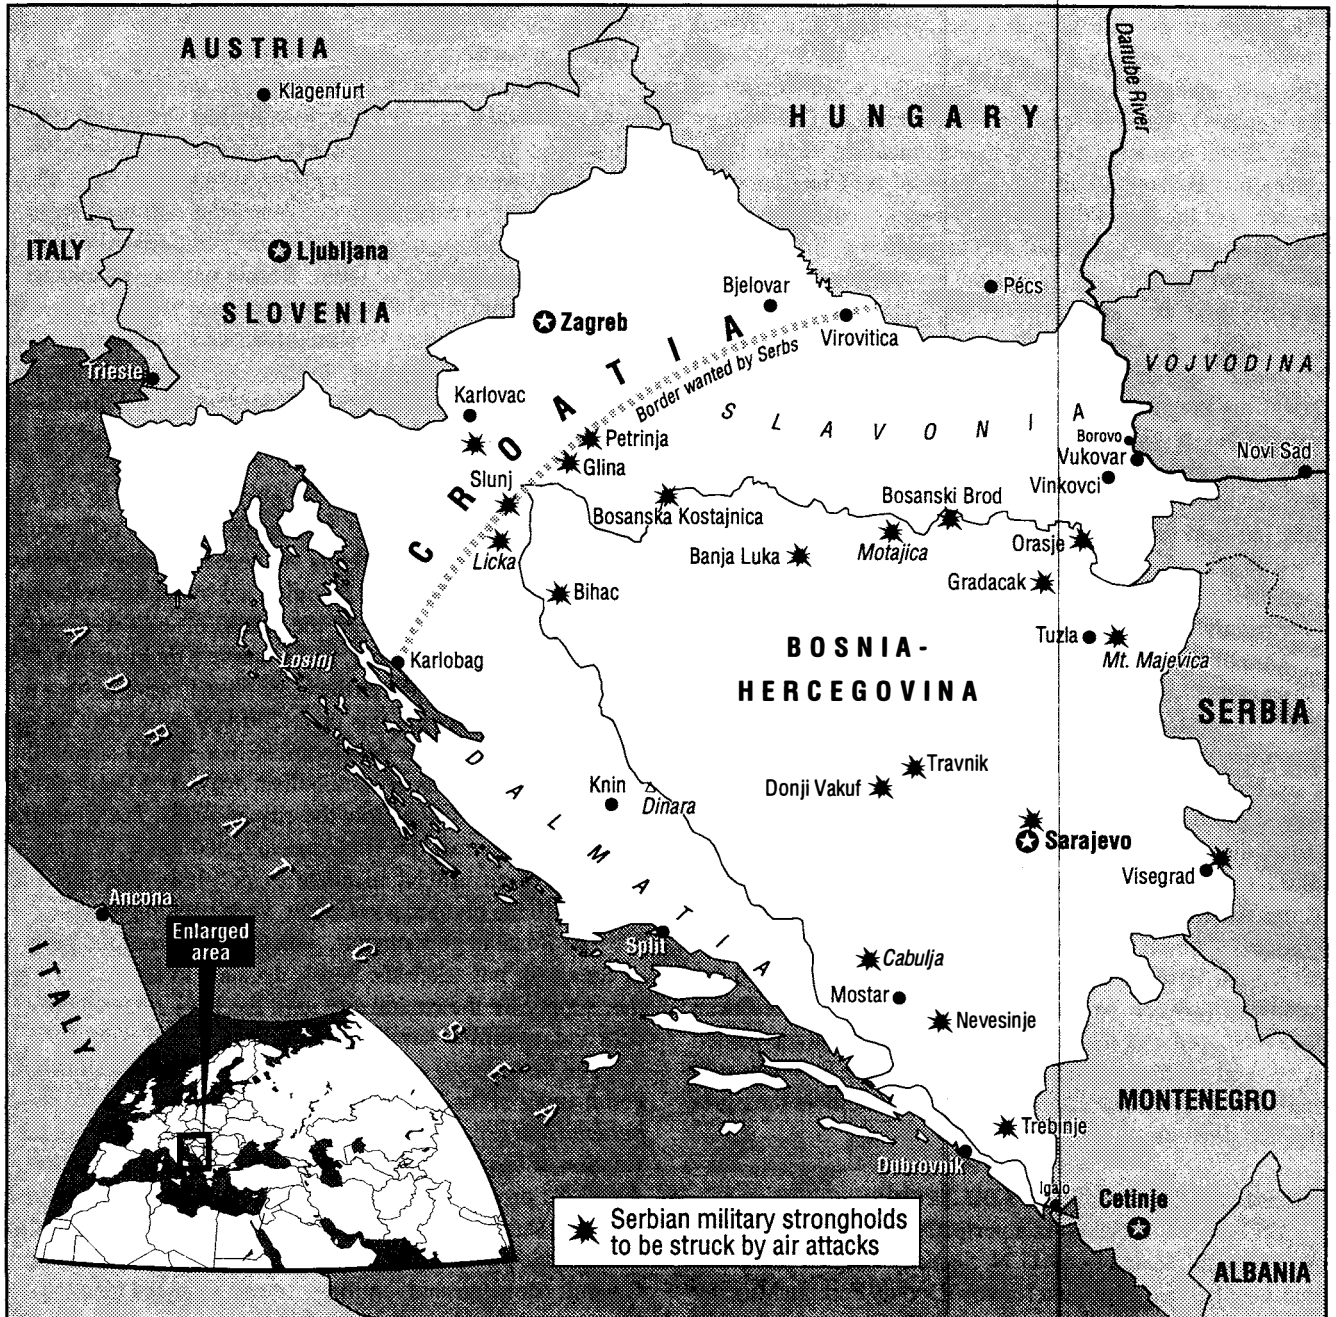 AUSTRIA
Klagenfurt
HUNGARY
Danube River
ITALY
Ljubljana
SLOVENIA
Zagreb
Bjelovar
Pécs
Virovitica
VOJVODINA
Trieste
Karlovac
CROATIA
Border wanted by Serbs
SLAVONIA
Petrinja
Glina
Slunj
Borovo
Vukovar
Novi Sad
Vinkovci
Bosanska Kostajnica
Bosanski Brod
Licka
Banja Luka
Motajica
Orasje
Bihac
Gradacak
Tuzla
Mt. Majevica
BOSNIA-
HERCEGOVINA
Losinj
Karlobag
SERBIA
ADRIATIC SEA
DALMATIA
Knin
Dinara
Travnik
Donji Vakuf
Sarajevo
Visegrad
Ancona
Enlarged
area
ITALY
Split
Cabulja
Mostar
Nevesinje
MONTENEGRO
Trebinje
Dubrovnik
Igalo
Cetinje
Serbian military strongholds
to be struck by air attacks
ALBANIA